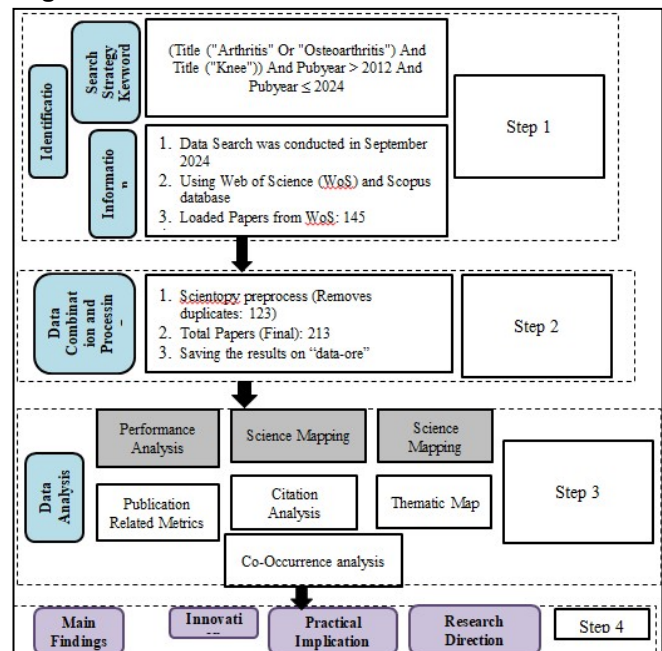 Identificatio
Search
Strategy
Keyword
(Title ("Arthritis" Or "Osteoarthritis") And
Title ("Knee")) And Pubyear > 2012 And
Pubyear ≤ 2024
Step 1
Informatio
n
1. Data Search was conducted in September
2024
2. Using Web of Science (WoS) and Scopus
database
3. Loaded Papers from WoS: 145
Data
Combinat
ion and
Processin
1. Scientopy preprocess (Removes
duplicates: 123)
2. Total Papers (Final): 213
3. Saving the results on “data-ore”
Step 2
Data
Analysis
Performance
Analysis
Science Mapping
Science
Mapping
Publication
Related Metrics
Citation
Analysis
Thematic Map
Co-Occurrence analysis
Step 3
Main
Findings
Innovati
Practical
Implication
Research
Direction
Step 4